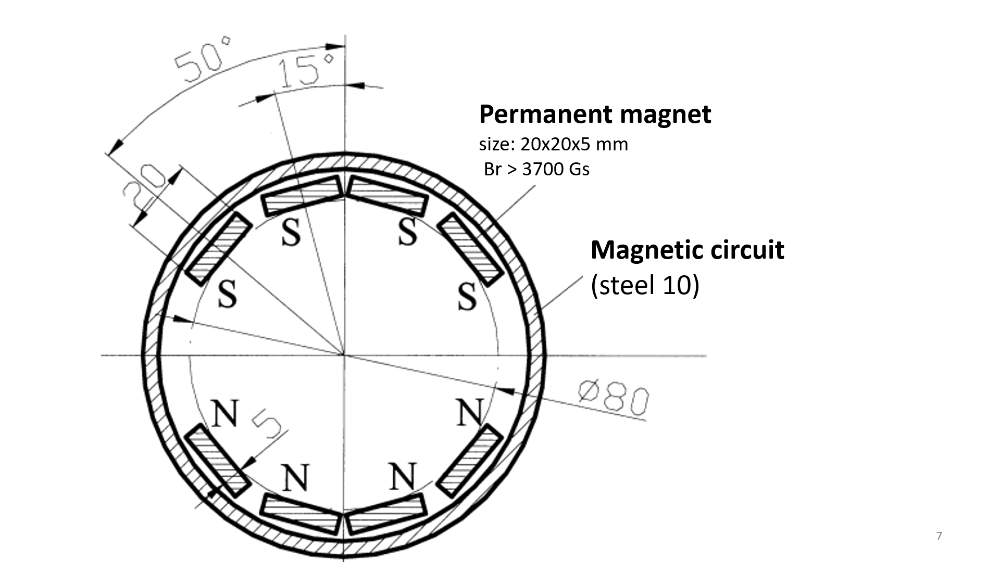 50°
15°
Permanent magnet
size: 20x20x5 mm
Br > 3700 Gs
20
S
S
Magnetic circuit
(steel 10)
S
S
Ø80
N
5
N
N
N
7